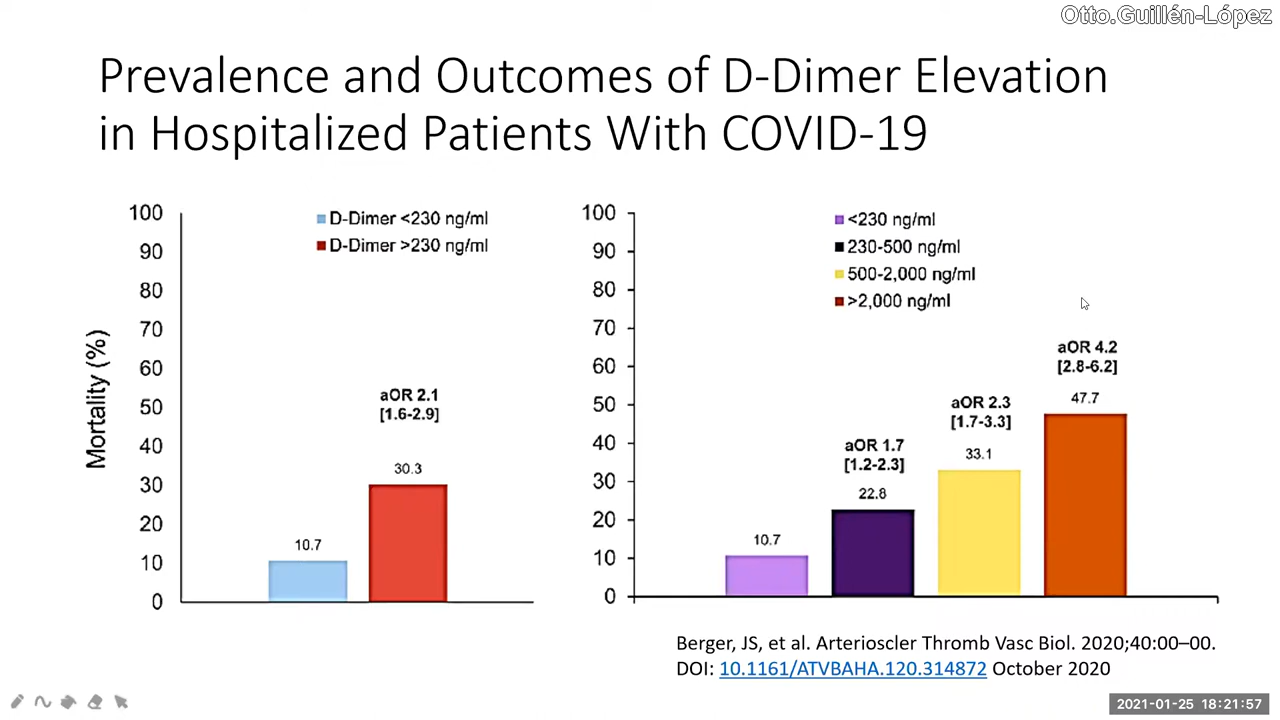 Otto.Guillén-López
Prevalence and Outcomes of D-Dimer Elevation
in Hospitalized Patients With COVID-19
Mortality (%)
100
90
80
70
60
50
40
30
20
10
0
D-Dimer <230 ng/ml
D-Dimer >230 ng/ml
aOR 2.1
[1.6-2.9]
30.3
10.7
100
90
80
70
60
50
40
30
20
10
0
<230 ng/ml
230-500 ng/ml
500-2,000 ng/ml
>2,000 ng/ml
10.7
aOR 1.7
[1.2-2.3]
22.8
aOR 2.3
[1.7-3.3]
33.1
aOR 4.2
[2.8-6.2]
47.7
Berger, JS, et al. Arterioscler Thromb Vasc Biol. 2020;40:00–00.
DOI: 10.1161/ATVBAHA.120.314872 October 2020
2021-01-25 18:21:57